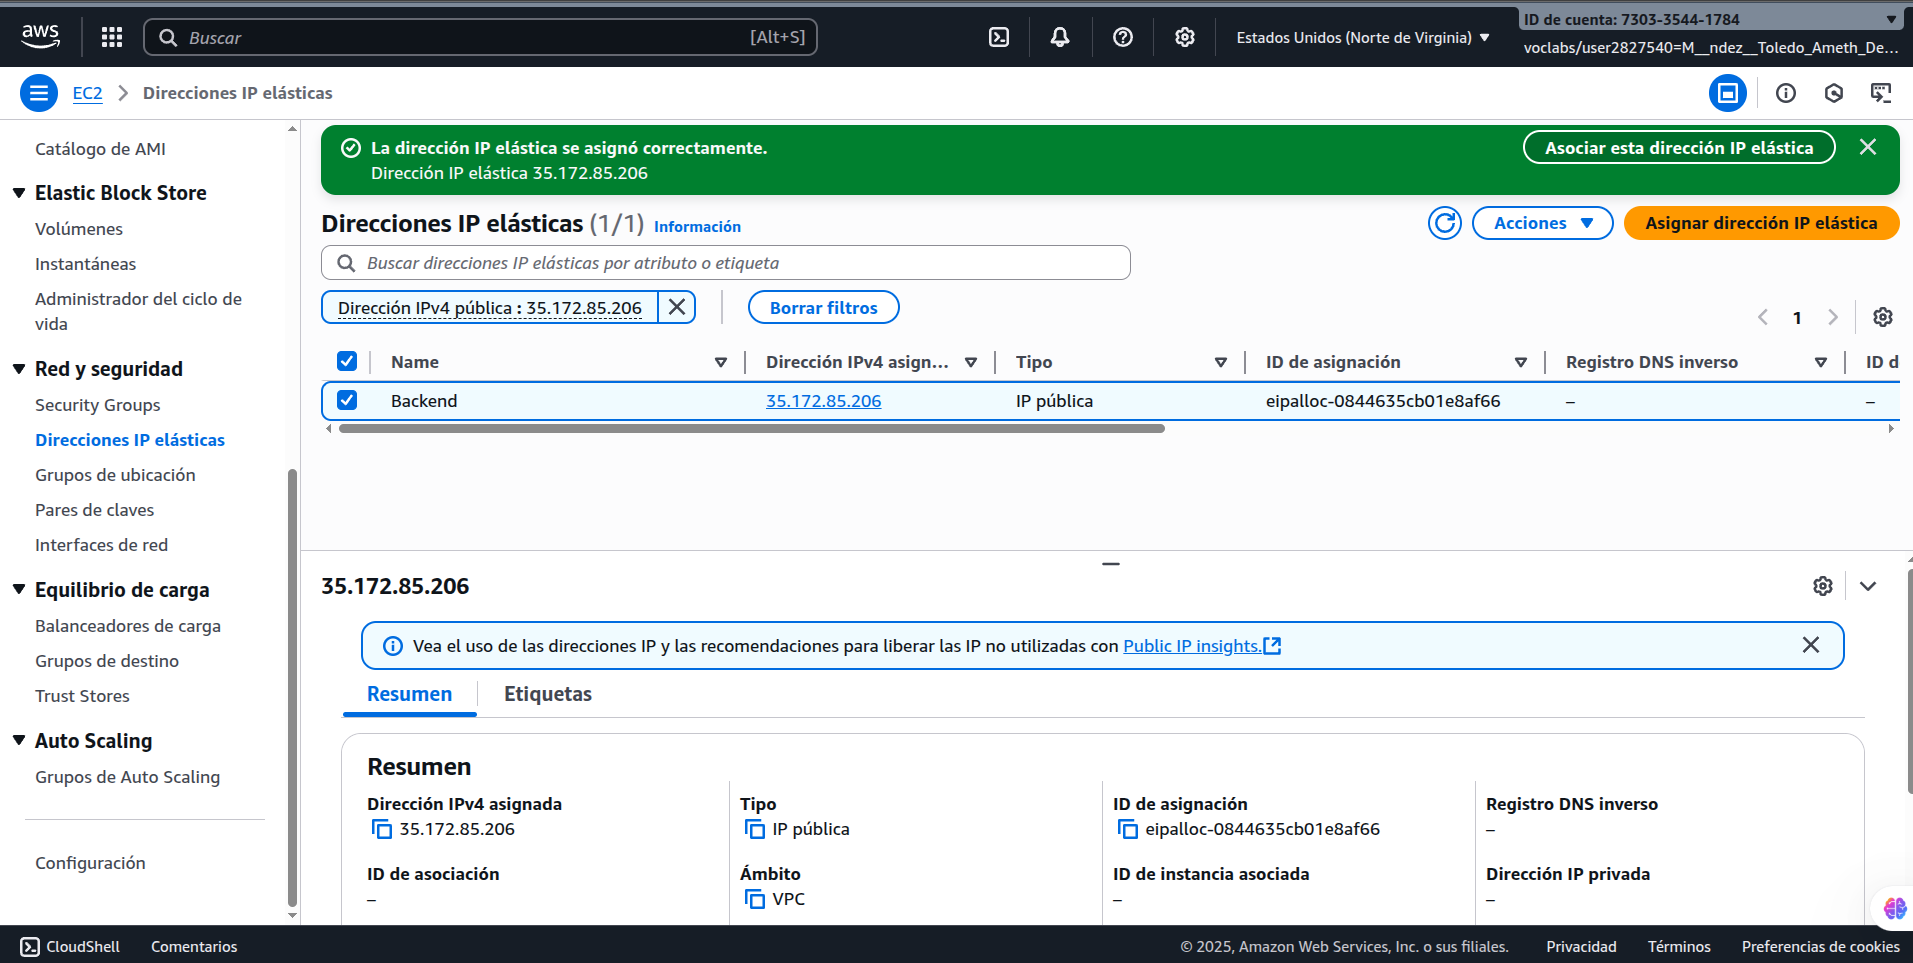 aws
Buscar
[Alt+S]
Estados Unidos (Norte de Virginia)
ID de cuenta: 7303-3544-1784
voclabs/user2827540=M__ndez__Toledo_Ameth_De...
EC2
Direcciones IP elásticas
Catálogo de AMI
Elastic Block Store
Volúmenes
Instantáneas
Administrador del ciclo de
vida
Red y seguridad
Security Groups
Direcciones IP elásticas
Grupos de ubicación
Pares de claves
Interfaces de red
Equilibrio de carga
Balanceadores de carga
Grupos de destino
Trust Stores
Auto Scaling
Grupos de Auto Scaling
Configuración
La dirección IP elástica se asignó correctamente.
Dirección IP elástica 35.172.85.206
Asociar esta dirección IP elástica
Direcciones IP elásticas (1/1) Información
Acciones
Asignar dirección IP elástica
Buscar direcciones IP elásticas por atributo o etiqueta
Dirección IPv4 pública : 35.172.85.206
Borrar filtros
1
Name Dirección IPv4 asign... Tipo ID de asignación Registro DNS inverso ID d
Backend 35.172.85.206 IP pública eipalloc-0844635cb01e8af66 – –
35.172.85.206
Vea el uso de las direcciones IP y las recomendaciones para liberar las IP no utilizadas con Public IP insights.
Resumen
Etiquetas
Resumen
Dirección IPv4 asignada
35.172.85.206
Tipo
IP pública
ID de asignación
eipalloc-0844635cb01e8af66
Registro DNS inverso
–
ID de asociación
–
Ámbito
VPC
ID de instancia asociada
–
Dirección IP privada
–
CloudShell
Comentarios
© 2025, Amazon Web Services, Inc. o sus filiales.
Privacidad
Términos
Preferencias de cookies